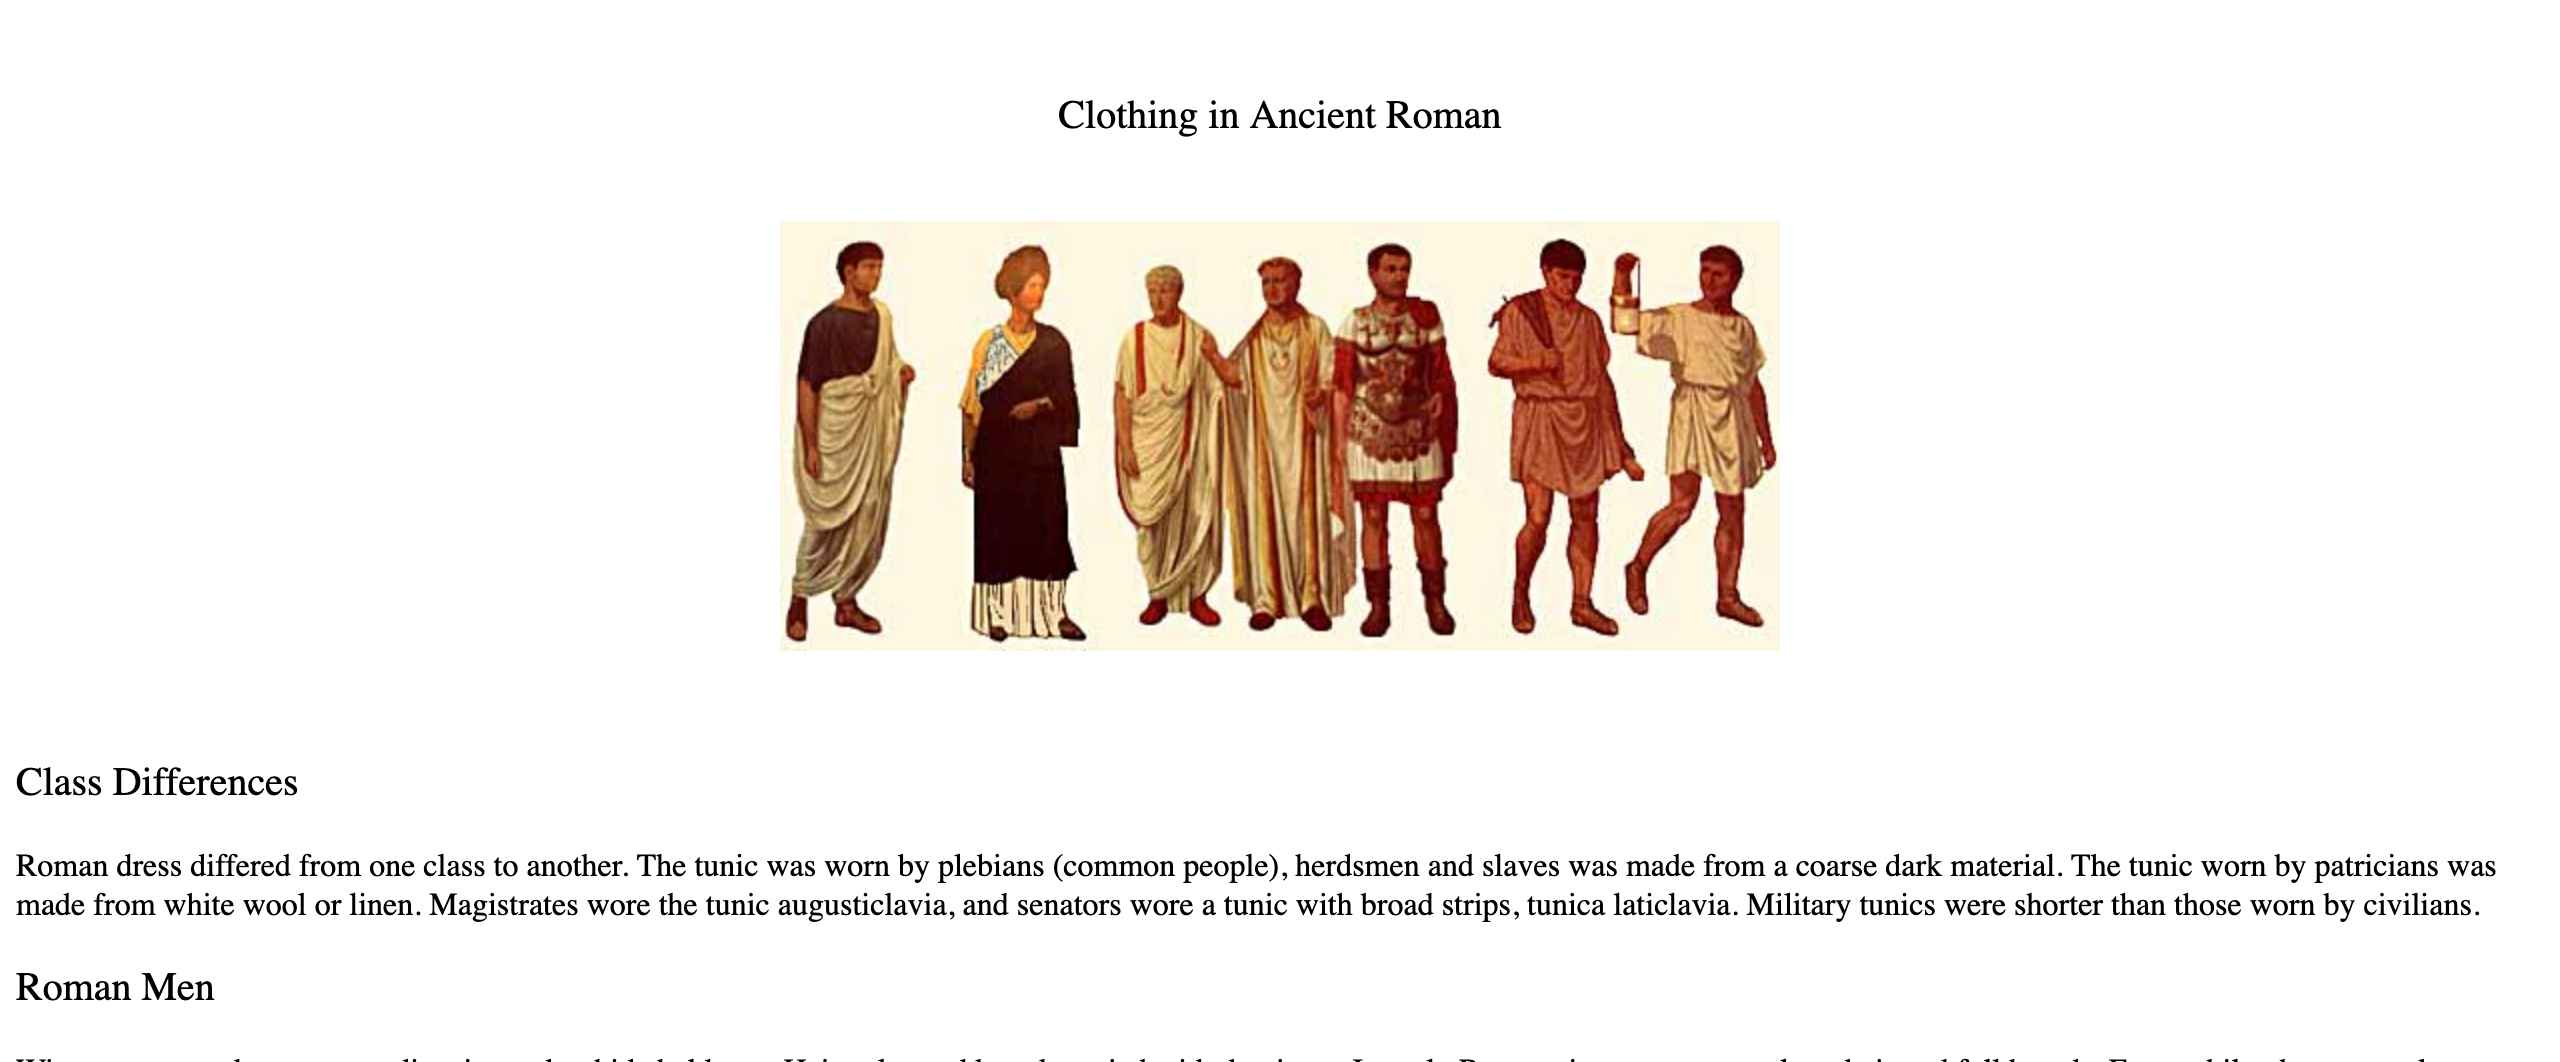 Clothing in Ancient Roman
Class Differences
Roman dress differed from one class to another. The tunic was worn by plebians (common people), herdsmen and slaves was made from a coarse dark material. The tunic worn by patricians was
made from white wool or linen. Magistrates wore the tunic augusticlavia, and senators wore a tunic with broad strips, tunica laticlavia. Military tunics were shorter than those worn by civilians.
Roman Men